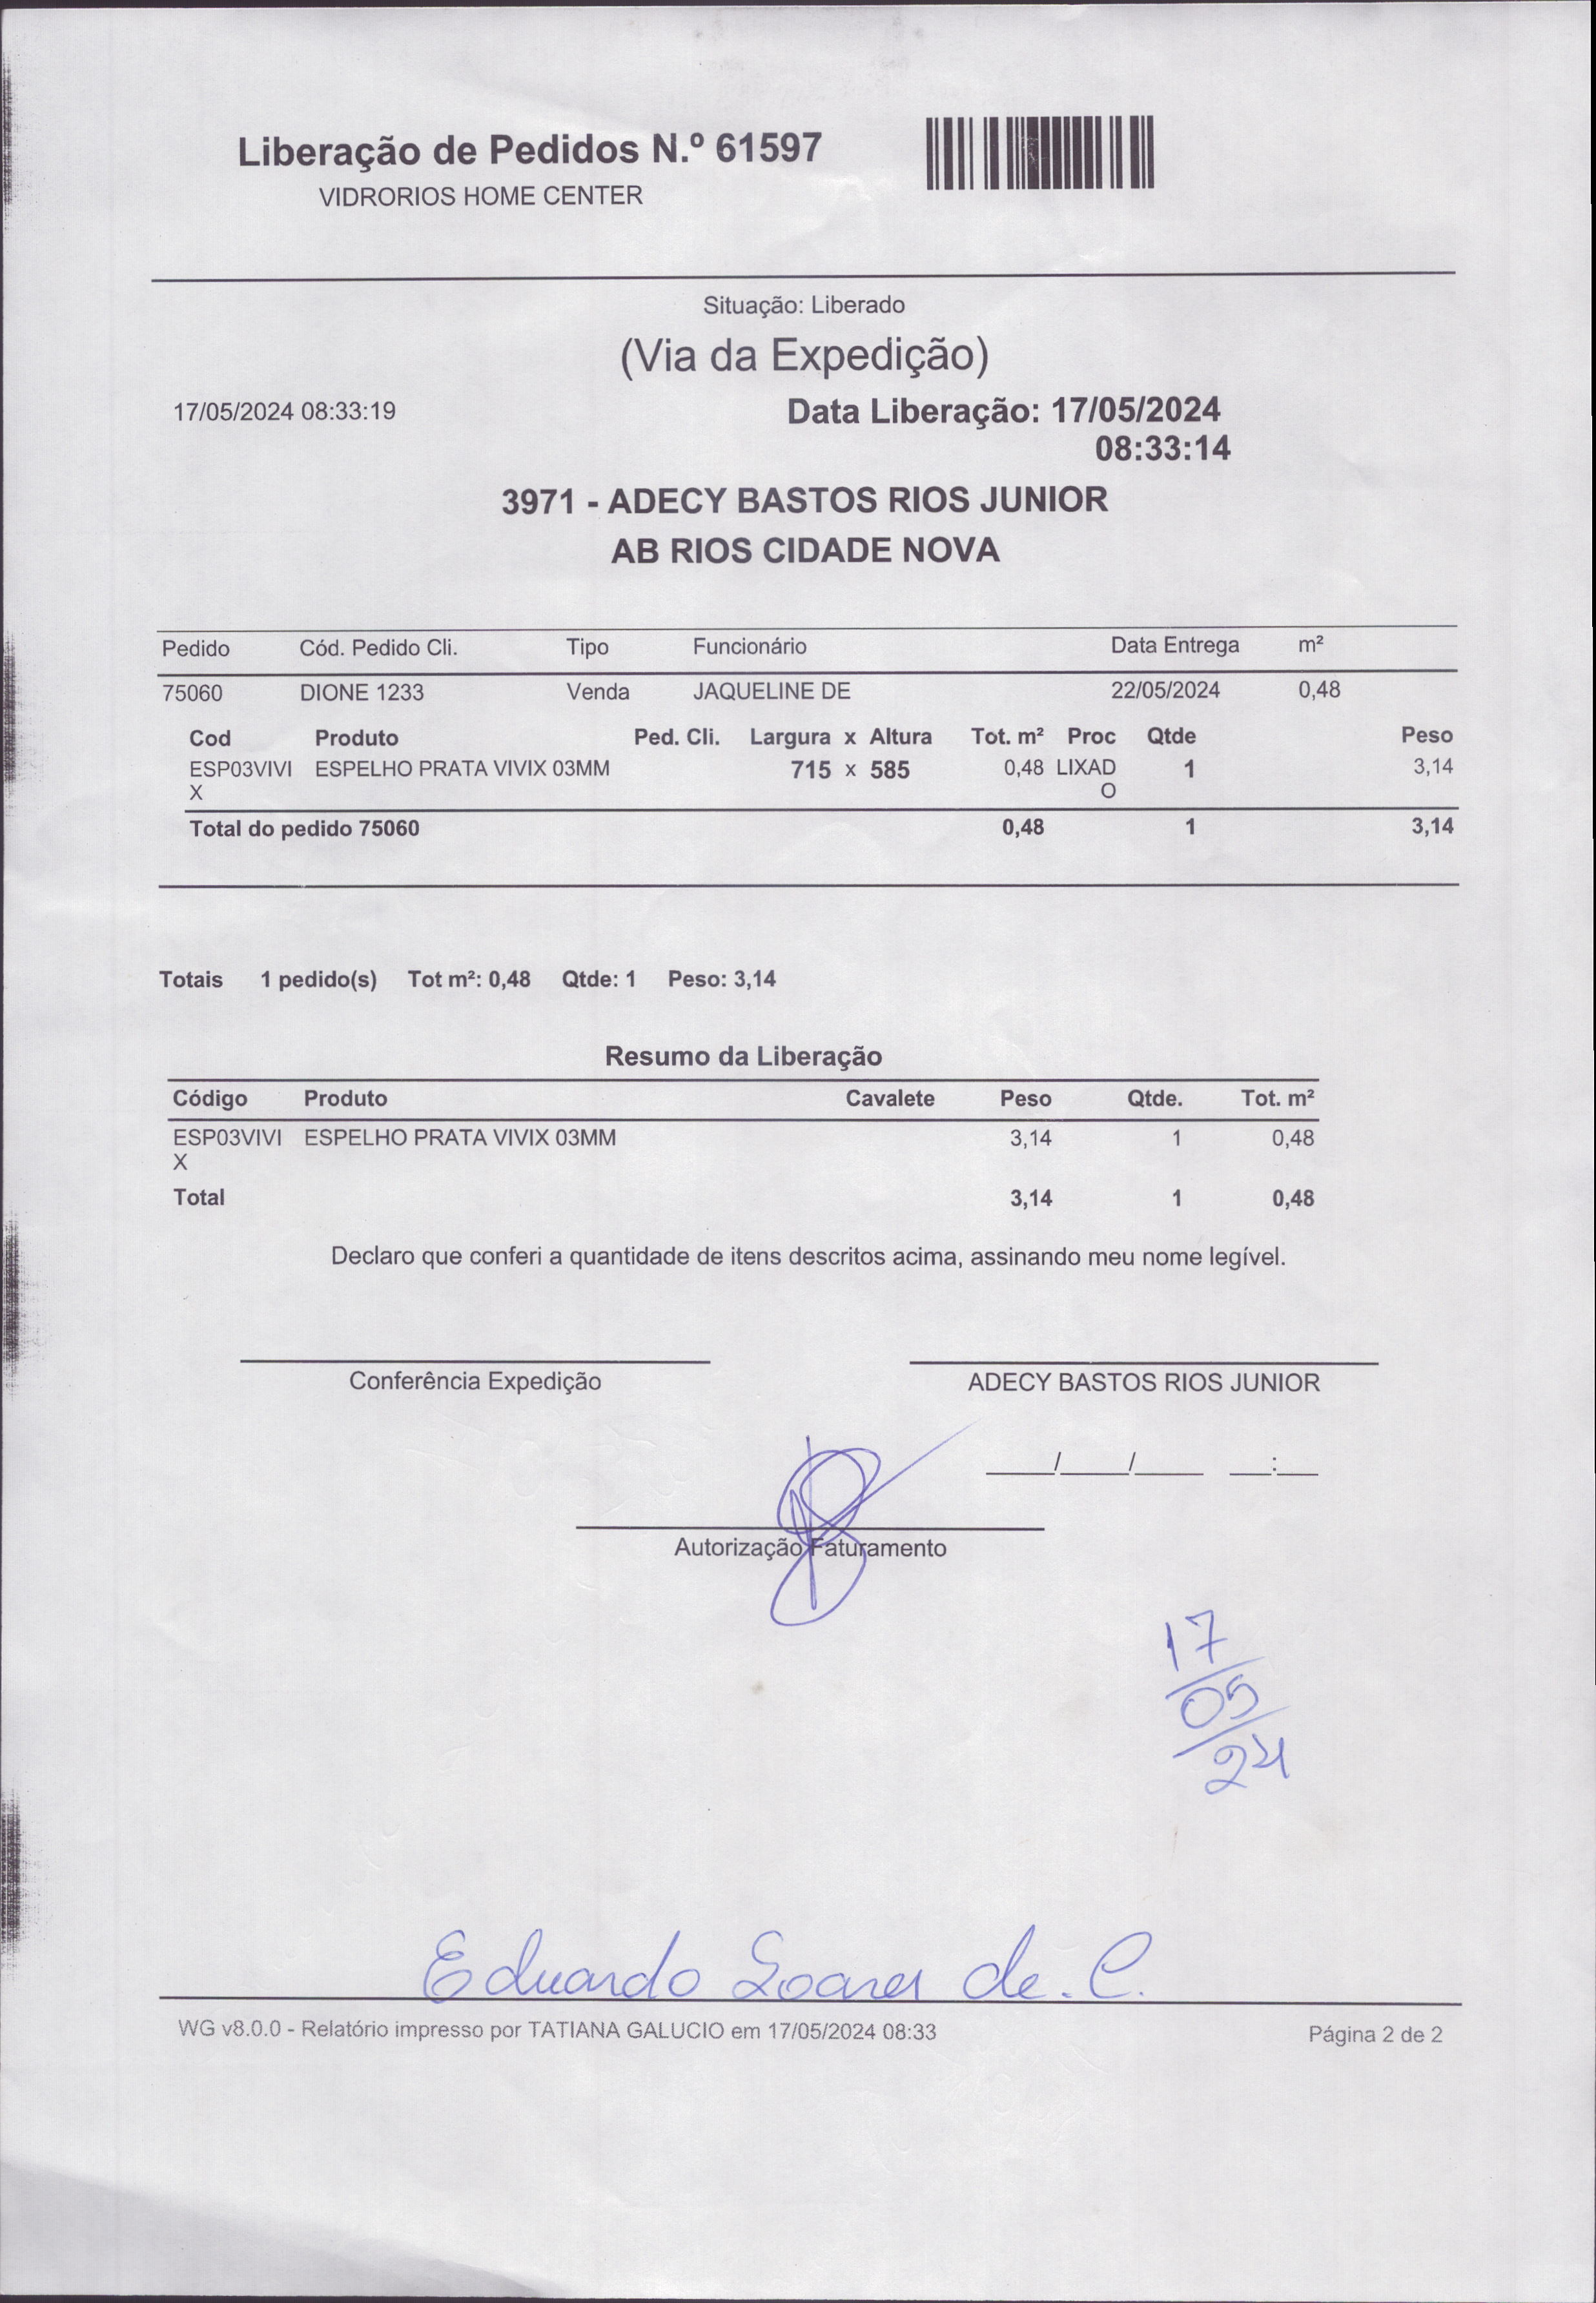 Liberação de Pedidos N.º 61597
VIDRORIOS HOME CENTER
Situação: Liberado
(Via da Expedição)
17/05/2024 08:33:19 Data Liberação: 17/05/2024
08:33:14
3971 - ADECY BASTOS RIOS JUNIOR
AB RIOS CIDADE NOVA
Pedido Cód. Pedido Cli. Tipo Funcionário Data Entrega m²
75060 DIONE 1233 Venda JAQUELINE DE 22/05/2024 0,48
Cod Produto Ped. Cli. Largura x Altura Tot. m² Proc Qtde Peso
ESP03VIVI ESPELHO PRATA VIVIX 03MM 715 x 585 0,48 LIXAD 1 3,14
X O
Total do pedido 75060 0,48 1 3,14
Totais 1 pedido(s) Tot m²: 0,48 Qtde: 1 Peso: 3,14
Resumo da Liberação
Código Produto Cavalete Peso Qtde. Tot. m²
ESP03VIVI ESPELHO PRATA VIVIX 03MM 3,14 1 0,48
X
Total 3,14 1 0,48
Declaro que conferi a quantidade de itens descritos acima, assinando meu nome legível.
Conferência Expedição ADECY BASTOS RIOS JUNIOR
____/____/____ __:__
Autorização Faturamento
17
/05
/24
Eduardo Soares de. C.
WG v8.0.0 - Relatório impresso por TATIANA GALUCIO em 17/05/2024 08:33 Página 2 de 2